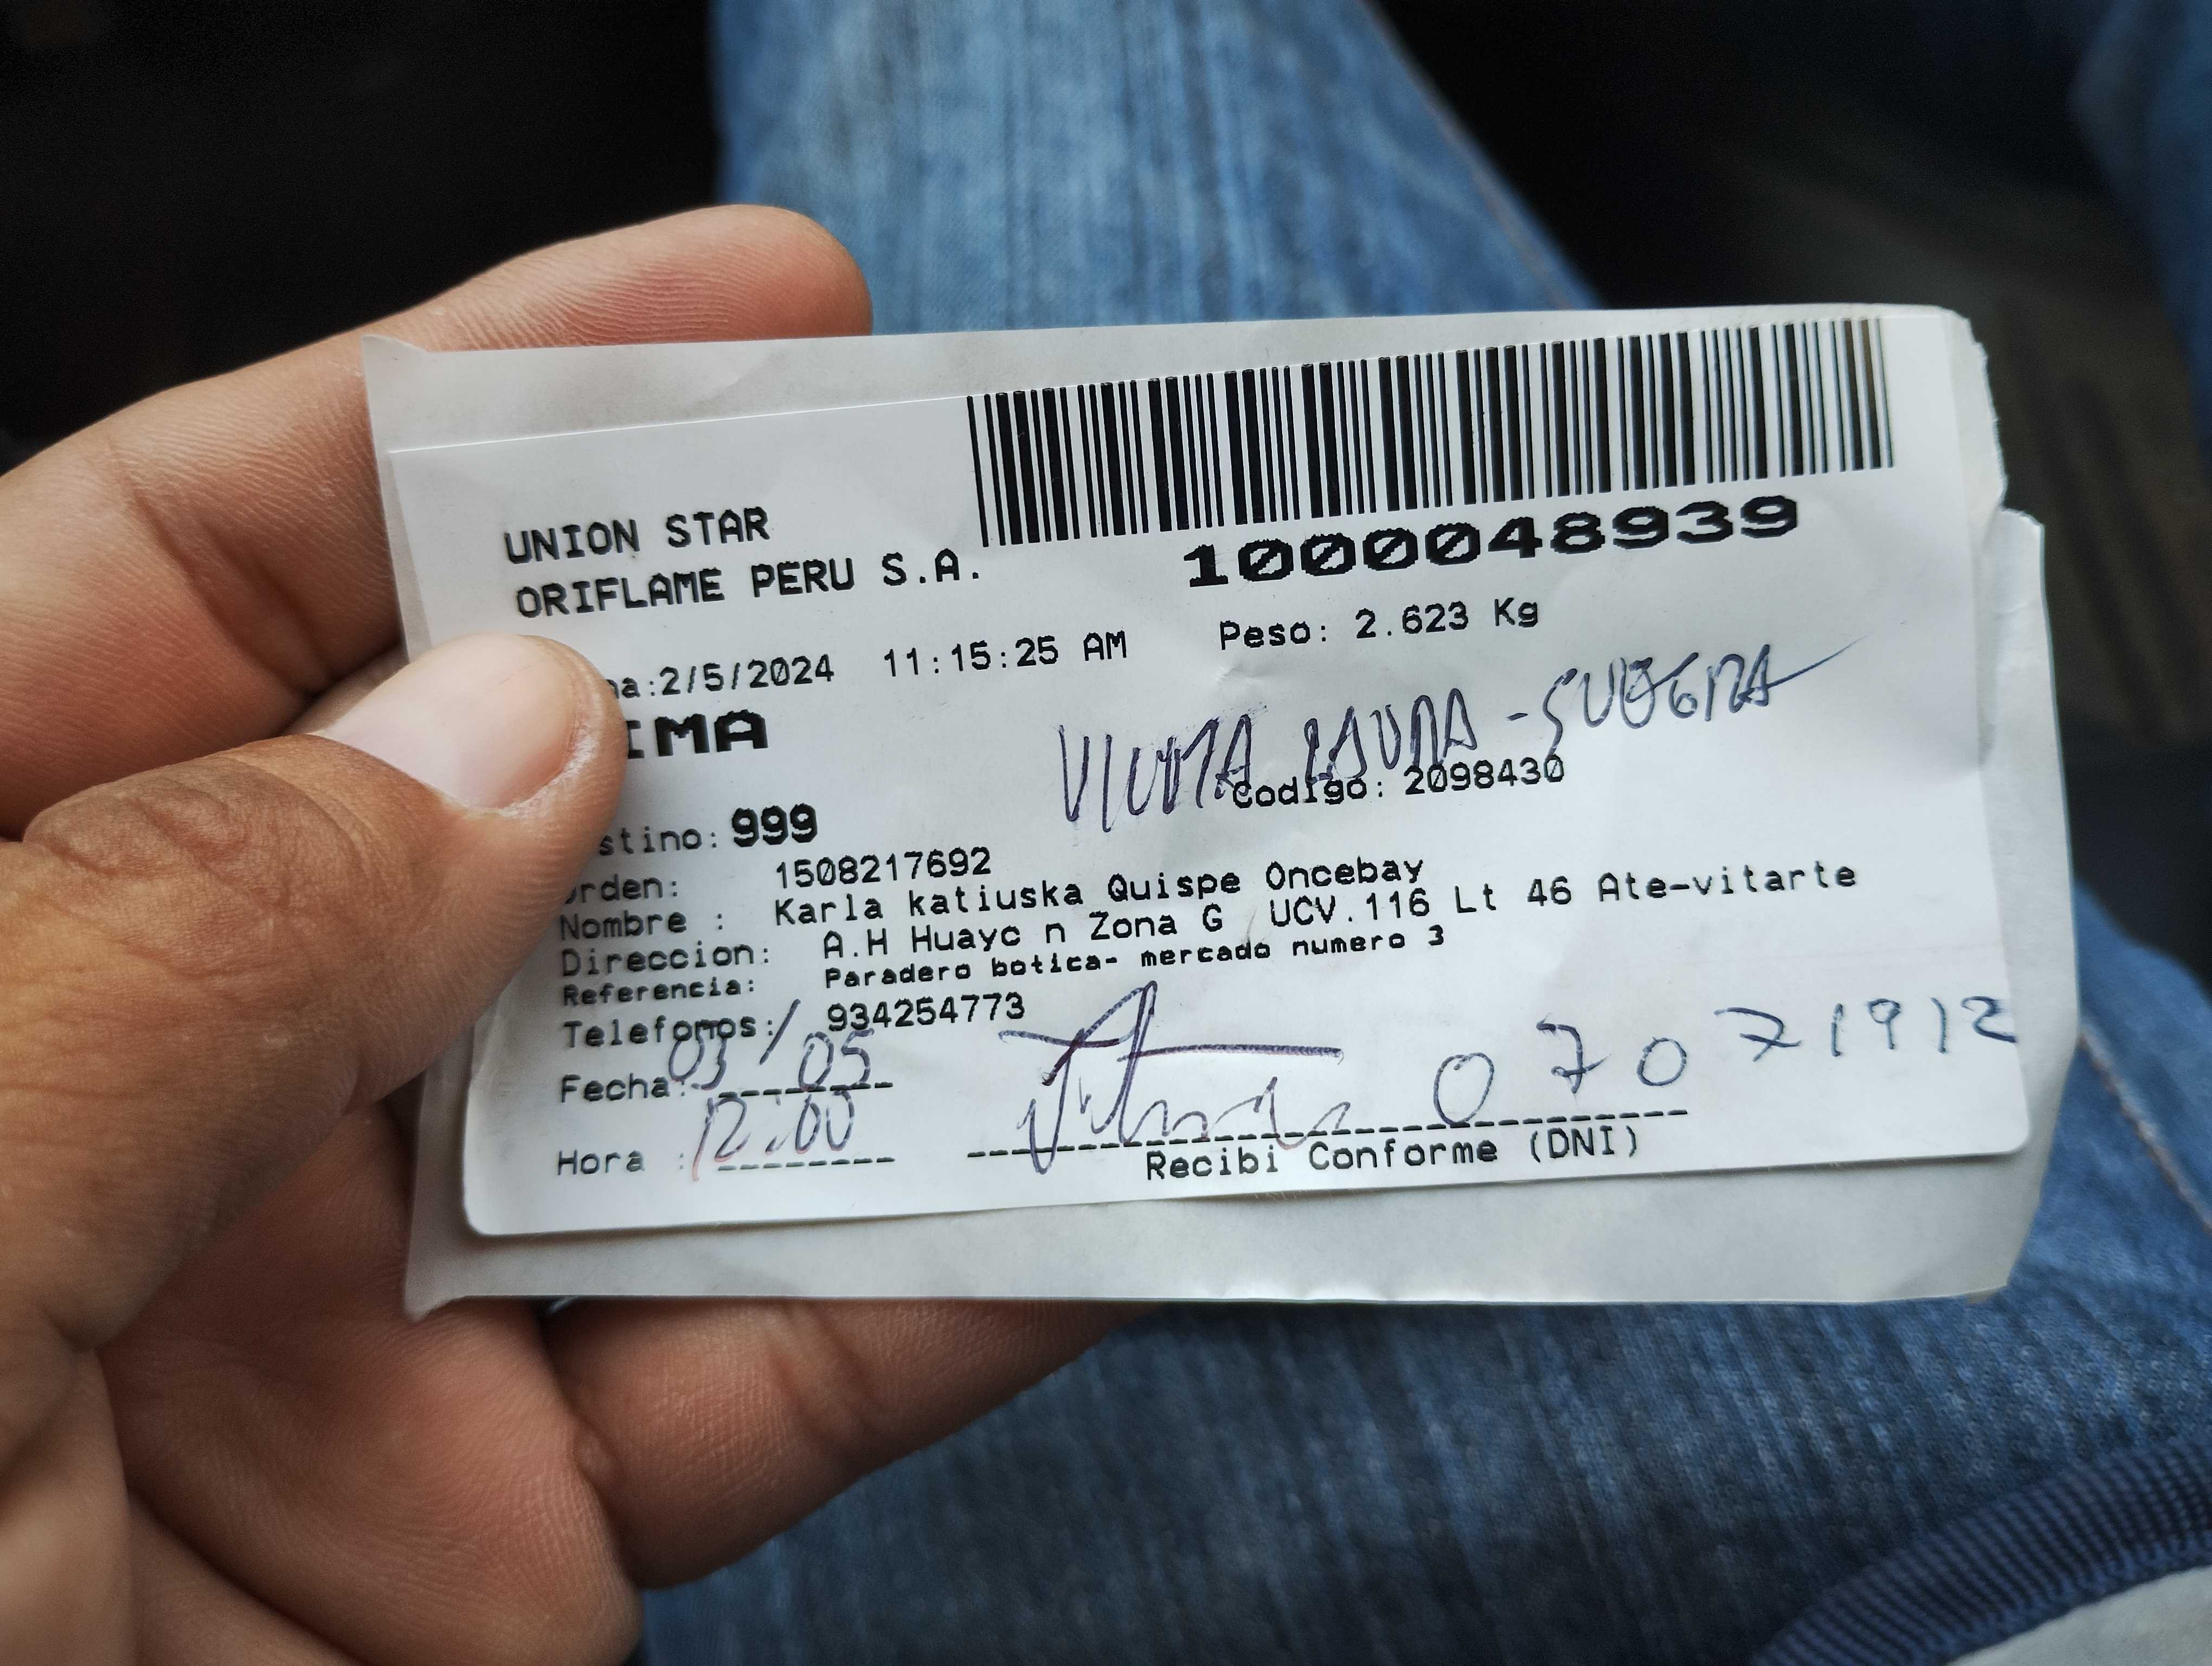 UNION STAR
ORIFLAME PERU S.A.
1000048939
ha:2/5/2024 11:15:25 AM Peso: 2.623 Kg
IMA
LAURA - SUEGRA
stino: 999 Codigo: 2098430
orden: 1508217692
Nombre : Karla katiuska Quispe Oncebay
Direccion: A.H Huayc n Zona G UCV.116 Lt 46 Ate-vitarte
Referencia: Paradero botica- mercado numero 3
Telefonos: 934254773
Fecha: 03/05
Hora : 12:00
07071912
Recibi Conforme (DNI)